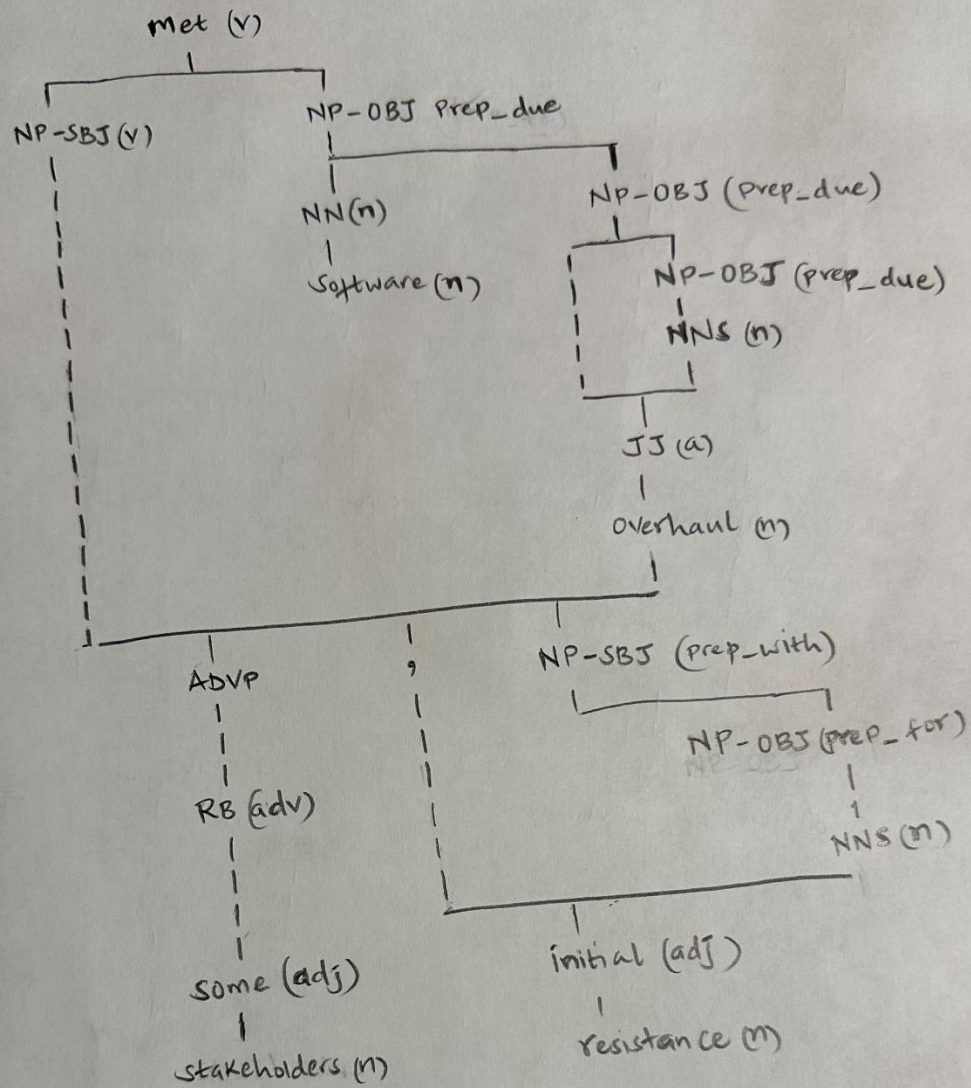 met (v)
NP-SBJ (v)
NP-OBJ Prep_due
NN (n)
Software (n)
NP-OBJ (prep_due)
NP-OBJ (prep_due)
NNS (n)
JJ (a)
overhaul (n)
ADVP
,
NP-SBJ (prep_with)
NP-OBJ (prep_for)
RB (adv)
NNS (n)
some (adj)
initial (adj)
stakeholders (n)
resistance (n)